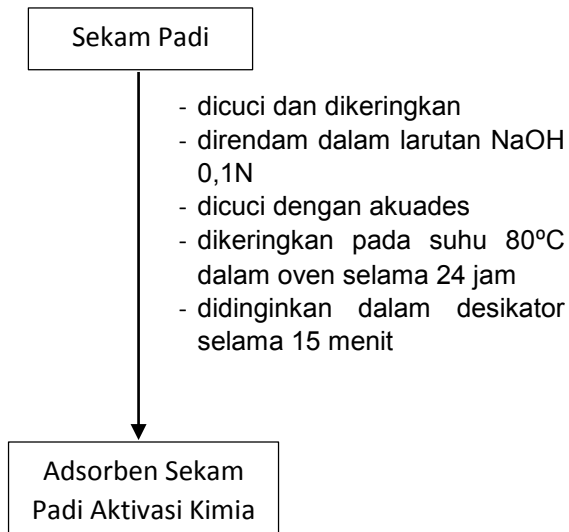 Sekam Padi
- dicuci dan dikeringkan
- direndam dalam larutan NaOH
0,1N
- dicuci dengan akuades
- dikeringkan pada suhu 80ºC
dalam oven selama 24 jam
- didinginkan dalam desikator
selama 15 menit
Adsorben Sekam
Padi Aktivasi Kimia